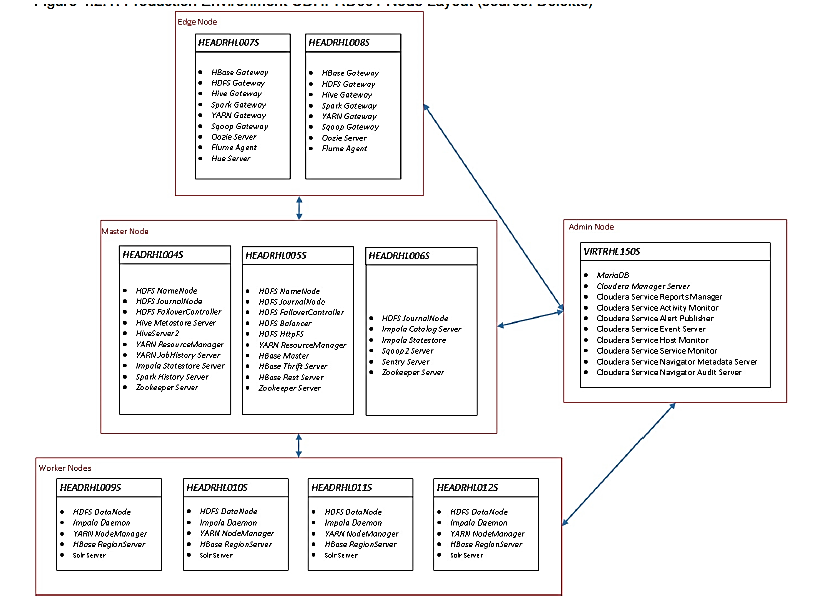 Edge Node
HEADRHL007S
HBase Gateway
HDFS Gateway
Hive Gateway
Spark Gateway
YARN Gateway
Sqoop Gateway
Oozie Server
Flume Agent
Hue Server
HEADRHL008S
HBase Gateway
HDFS Gateway
Hive Gateway
Spark Gateway
YARN Gateway
Sqoop Gateway
Oozie Server
Flume Agent
Master Node
HEADRHL004S
HDFS NameNode
HDFS JournalNode
HDFS FailoverController
Hive Metastore Server
HiveServer2
YARN ResourceManager
YARN JobHistory Server
Impala Statestore Server
Spark History Server
Zookeeper Server
HEADRHL005S
HDFS NameNode
HDFS JournalNode
HDFS FailoverController
HDFS Balancer
HDFS HttpFS
YARN ResourceManager
HBase Master
HBase Thrift Server
HBase Rest Server
Zookeeper Server
HEADRHL006S
HDFS JournalNode
Impala Catalog Server
Impala Statestore
Sqoop2 Server
Sentry Server
Zookeeper Server
Admin Node
VIRTRHL150S
MariaDB
Cloudera Manager Server
Cloudera Service Reports Manager
Cloudera Service Activity Monitor
Cloudera Service Alert Publisher
Cloudera Service Event Server
Cloudera Service Host Monitor
Cloudera Service Service Monitor
Cloudera Service Navigator Metadata Server
Cloudera Service Navigator Audit Server
Worker Nodes
HEADRHL009S
HDFS DataNode
Impala Daemon
YARN NodeManager
HBase RegionServer
Solr Server
HEADRHL010S
HDFS DataNode
Impala Daemon
YARN NodeManager
HBase RegionServer
Solr Server
HEADRHL011S
HDFS DataNode
Impala Daemon
YARN NodeManager
HBase RegionServer
Solr Server
HEADRHL012S
HDFS DataNode
Impala Daemon
YARN NodeManager
HBase RegionServer
Solr Server